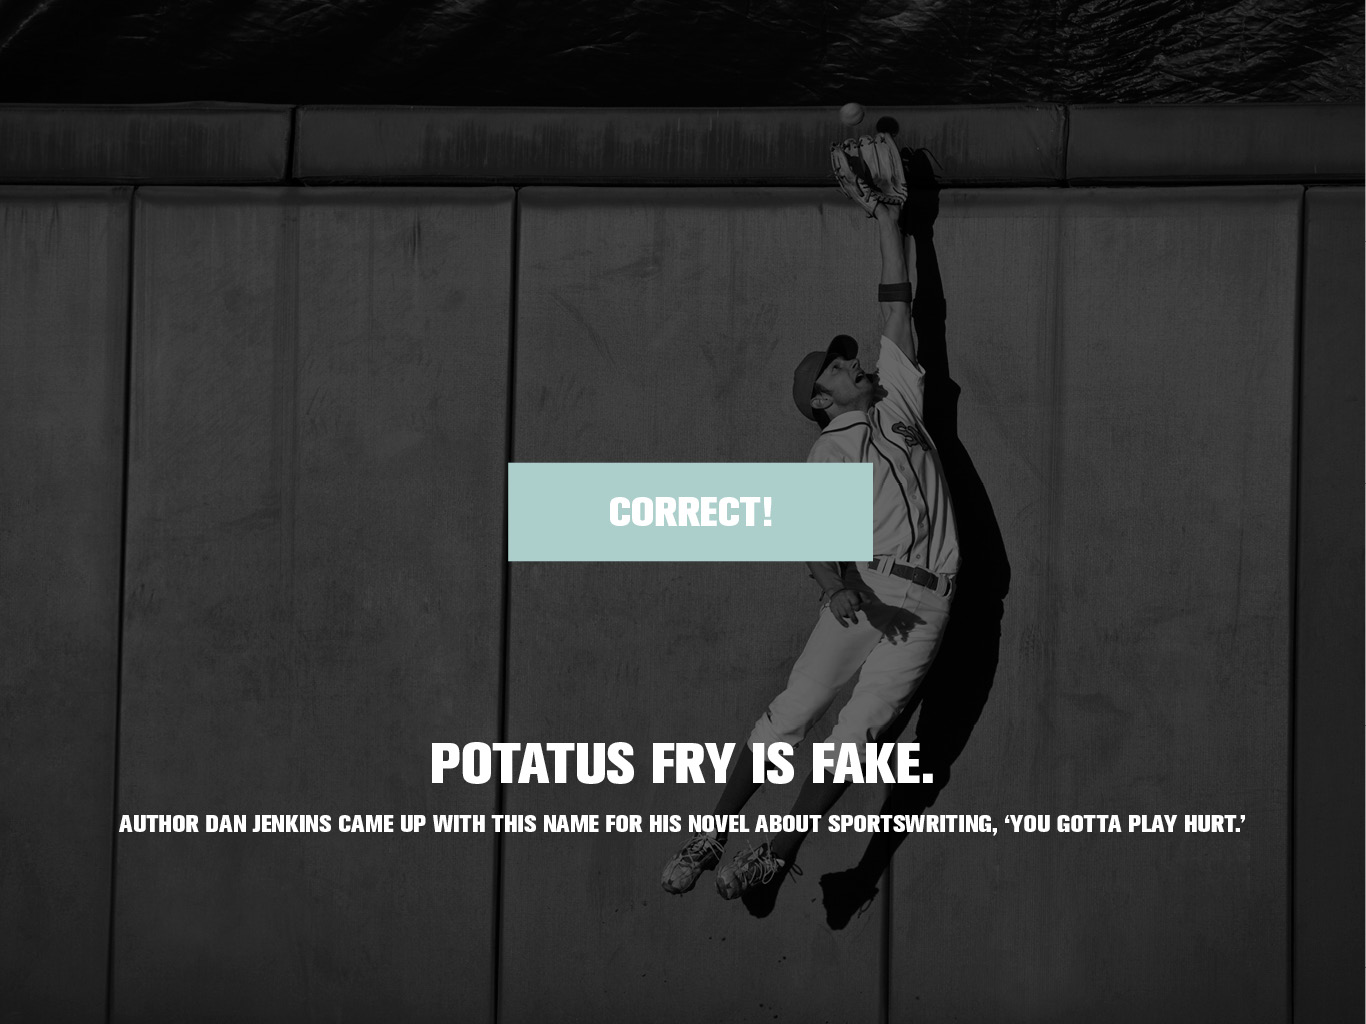 CORRECT!
POTATUS FRY IS FAKE.
AUTHOR DAN JENKINS CAME UP WITH THIS NAME FOR HIS NOVEL ABOUT SPORTSWRITING, ‘YOU GOTTA PLAY HURT.’